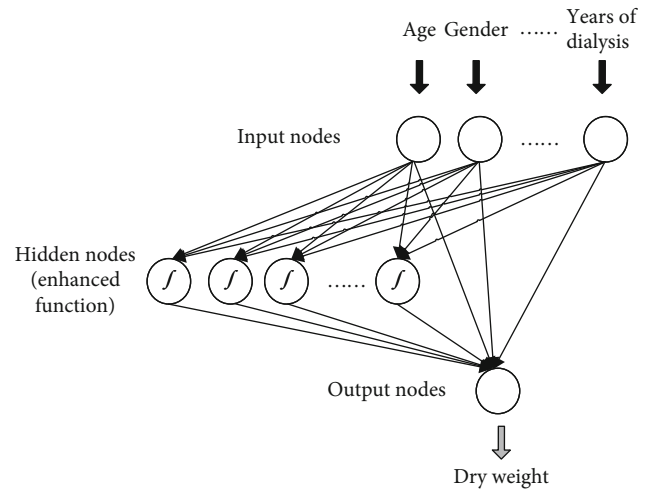 Age Gender ...... Years of
dialysis
Input nodes
......
Hidden nodes
(enhanced
function)
f f f ...... f
Output nodes
Dry weight